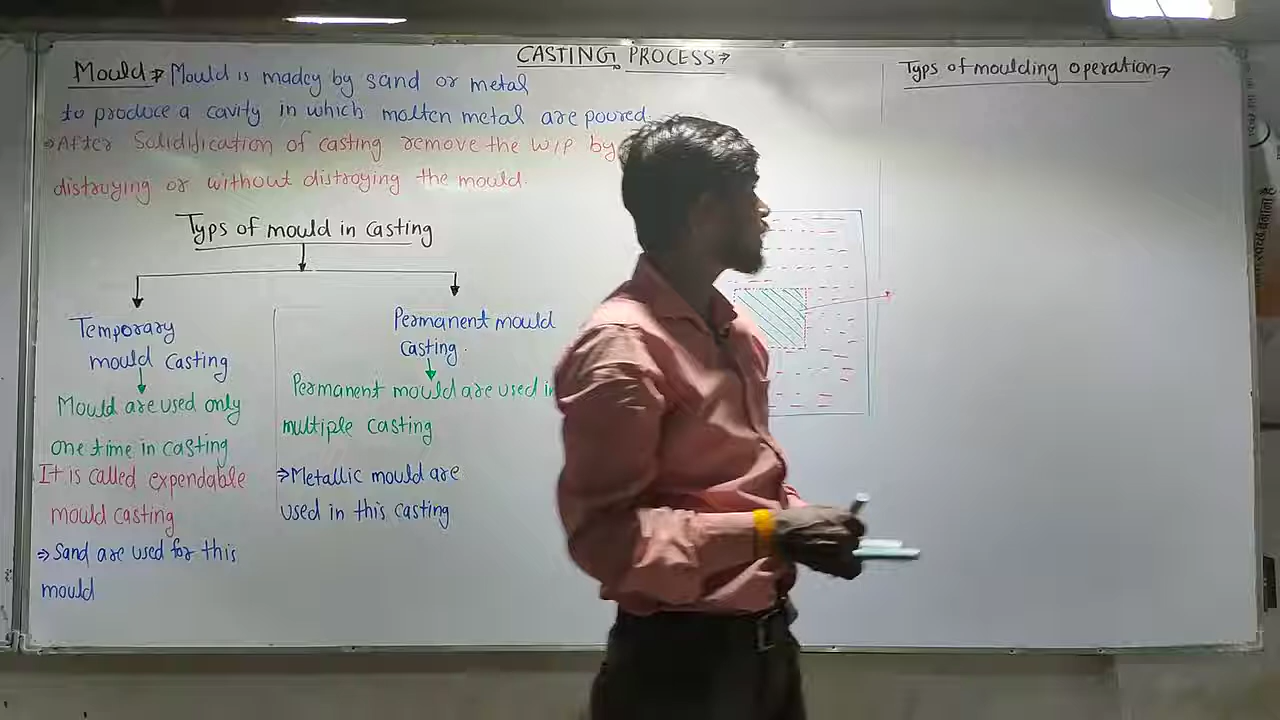 CASTING PROCESS→
Mould→ Mould is madey by sand or metal
to produce a cavity in which molten metal are poured.
→After Solidification of casting remove the W/P by
distroying or without distroying the mould.
Typs of mould in casting
Temporary
mould casting
Mould are used only
one time in casting
It is called expendable
mould casting
→Sand are used for this
mould
Permanent mould
casting.
Permanent mould are used in
multiple casting
→Metallic mould are
used in this casting
Typs of moulding operation→